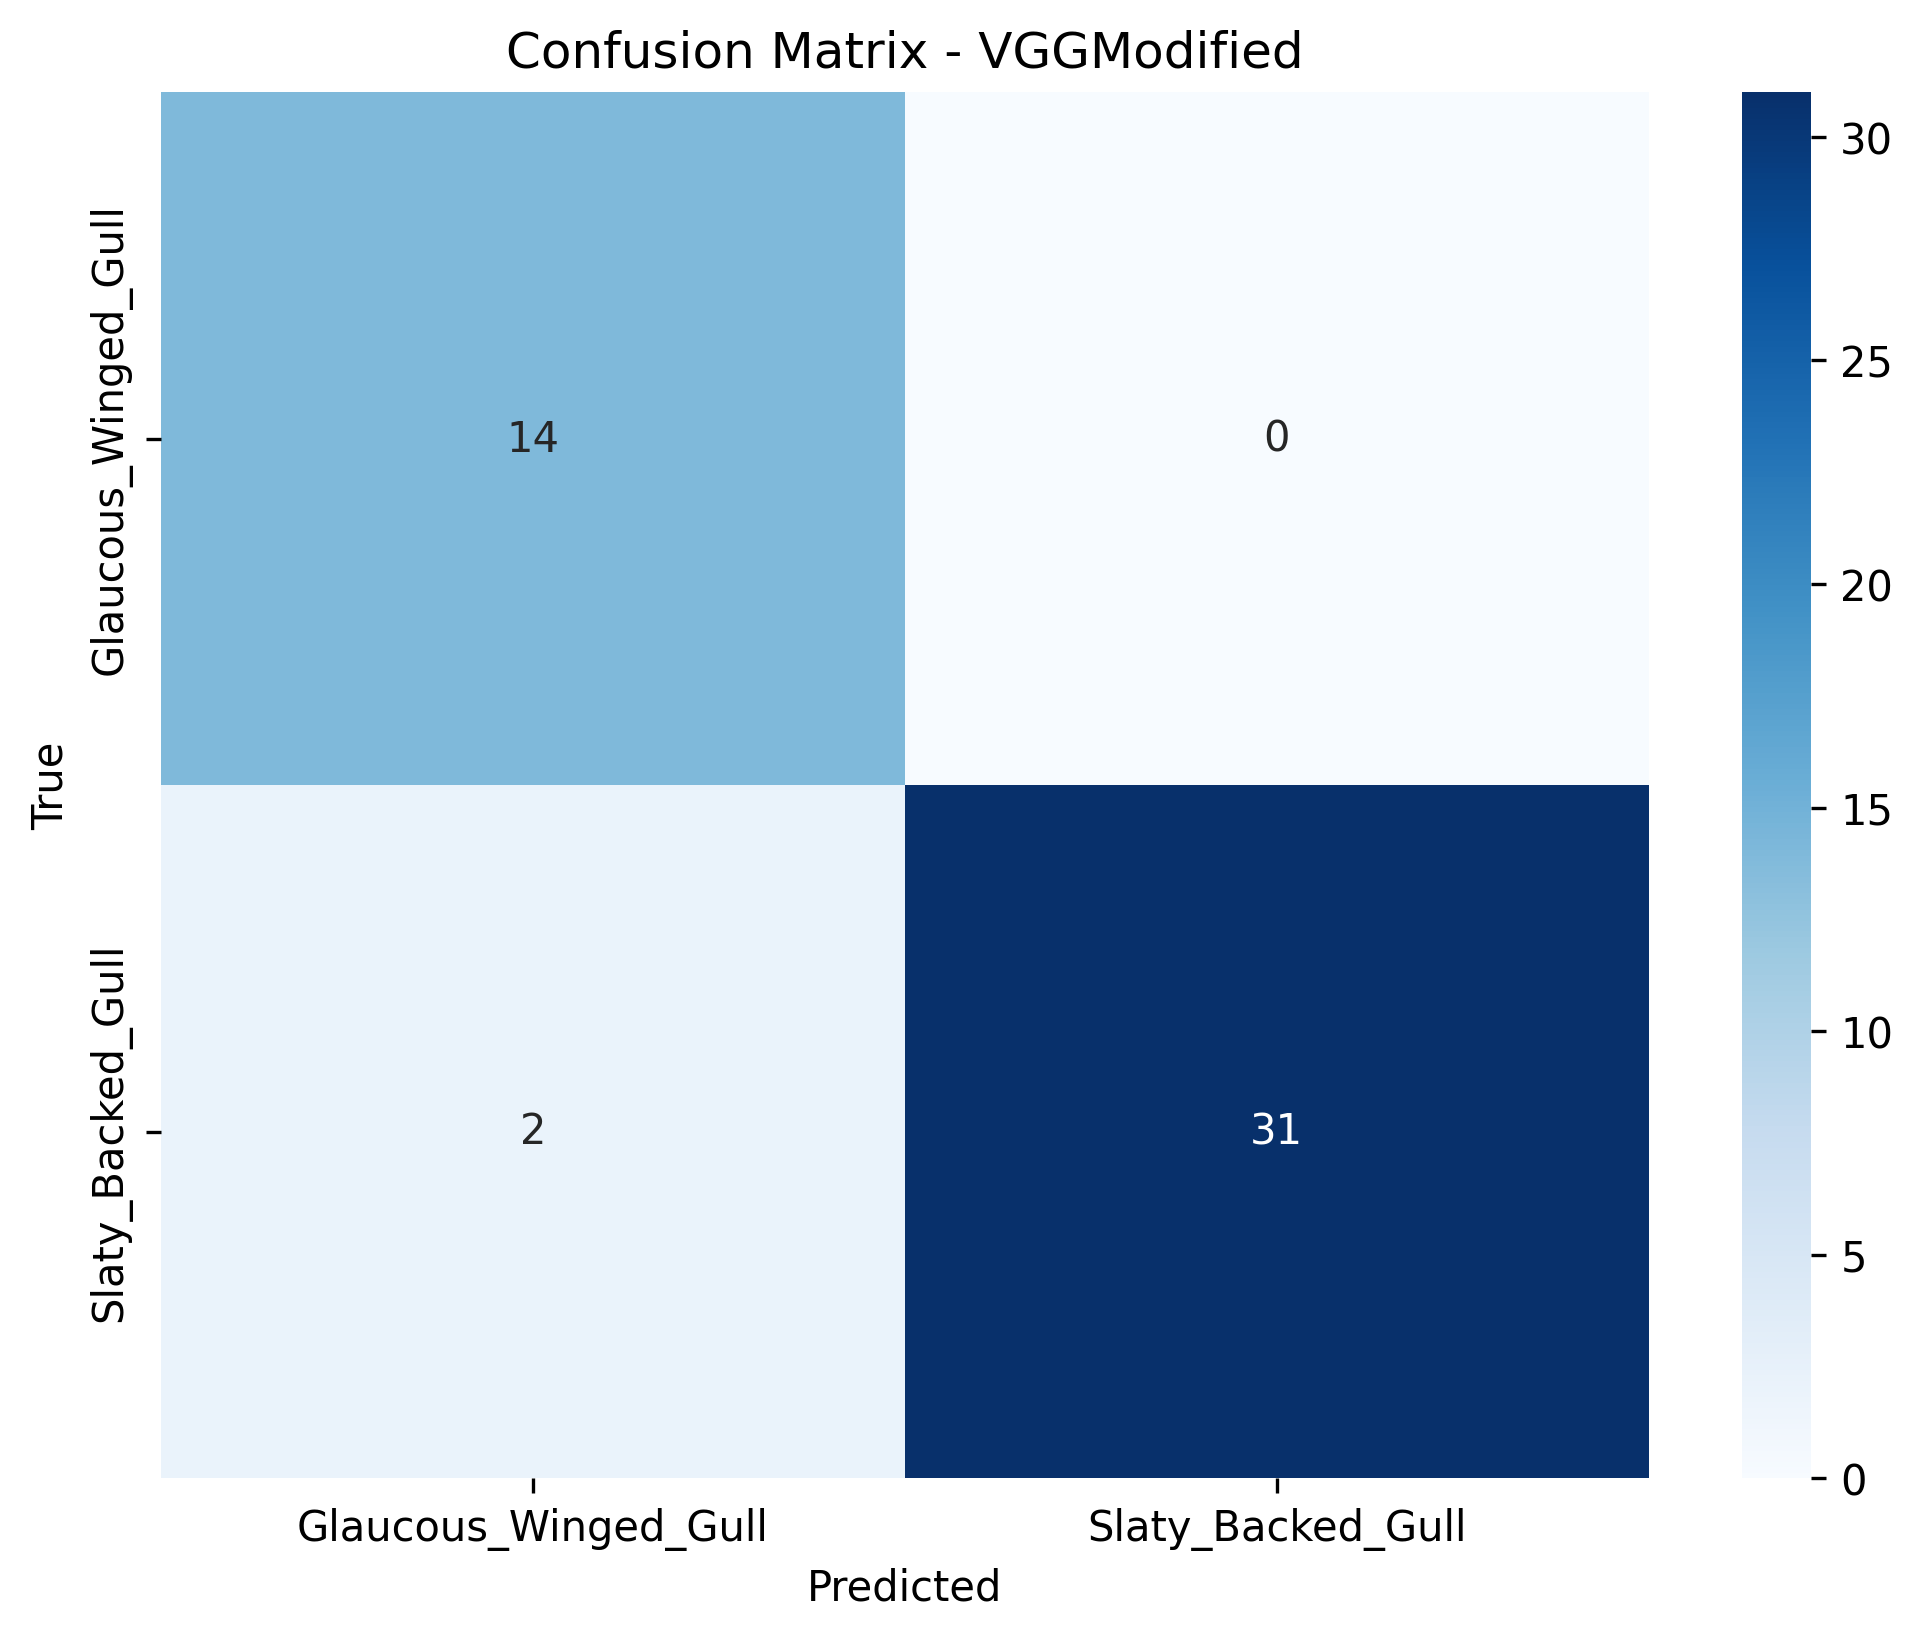 Confusion Matrix - VGGModified
True
Glaucous_Winged_Gull
Slaty_Backed_Gull
14
0
2
31
Glaucous_Winged_Gull
Slaty_Backed_Gull
Predicted
30
25
20
15
10
5
0